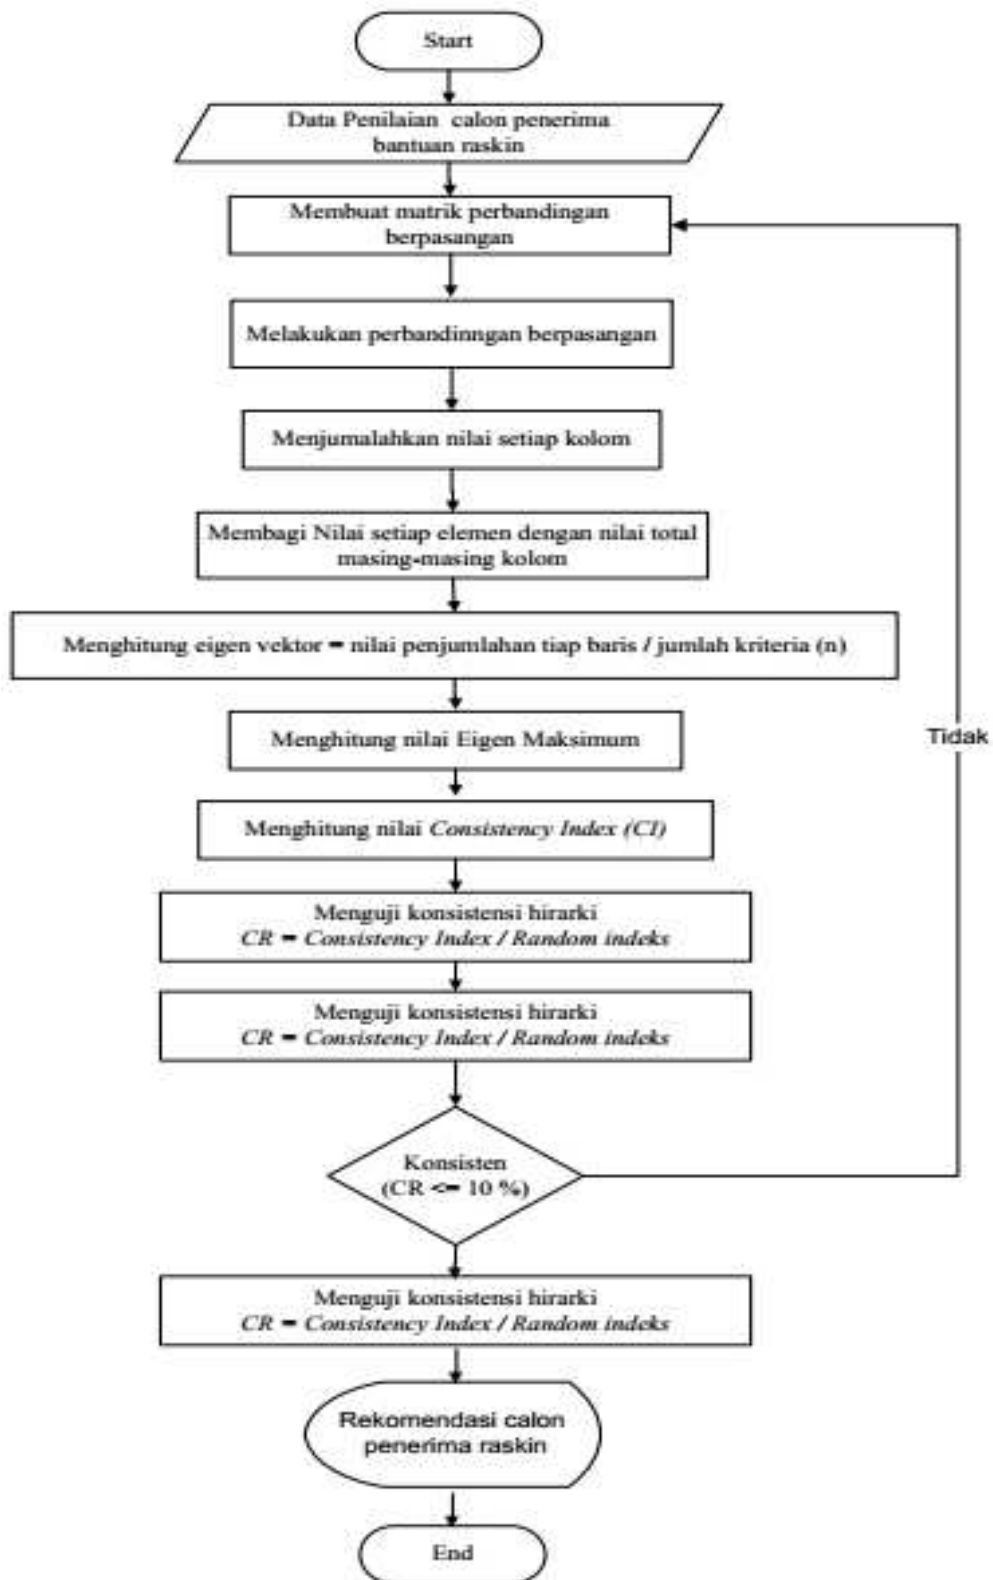 Start
Data Penilaian calon penerima
bantuan raskin
Membuat matrik perbandingan
berpasangan
Melakukan perbandinngan berpasangan
Menjumalahkan nilai setiap kolom
Membagi Nilai setiap elemen dengan nilai total
masing-masing kolom
Menghitung eigen vektor = nilai penjumlahan tiap baris / jumlah kriteria (n)
Menghitung nilai Eigen Maksimum
Tidak
Menghitung nilai Consistency Index (CI)
Menguji konsistensi hirarki
CR = Consistency Index / Random indeks
Menguji konsistensi hirarki
CR = Consistency Index / Random indeks
Konsisten
(CR <= 10 %)
Menguji konsistensi hirarki
CR = Consistency Index / Random indeks
Rekomendasi calon
penerima raskin
End